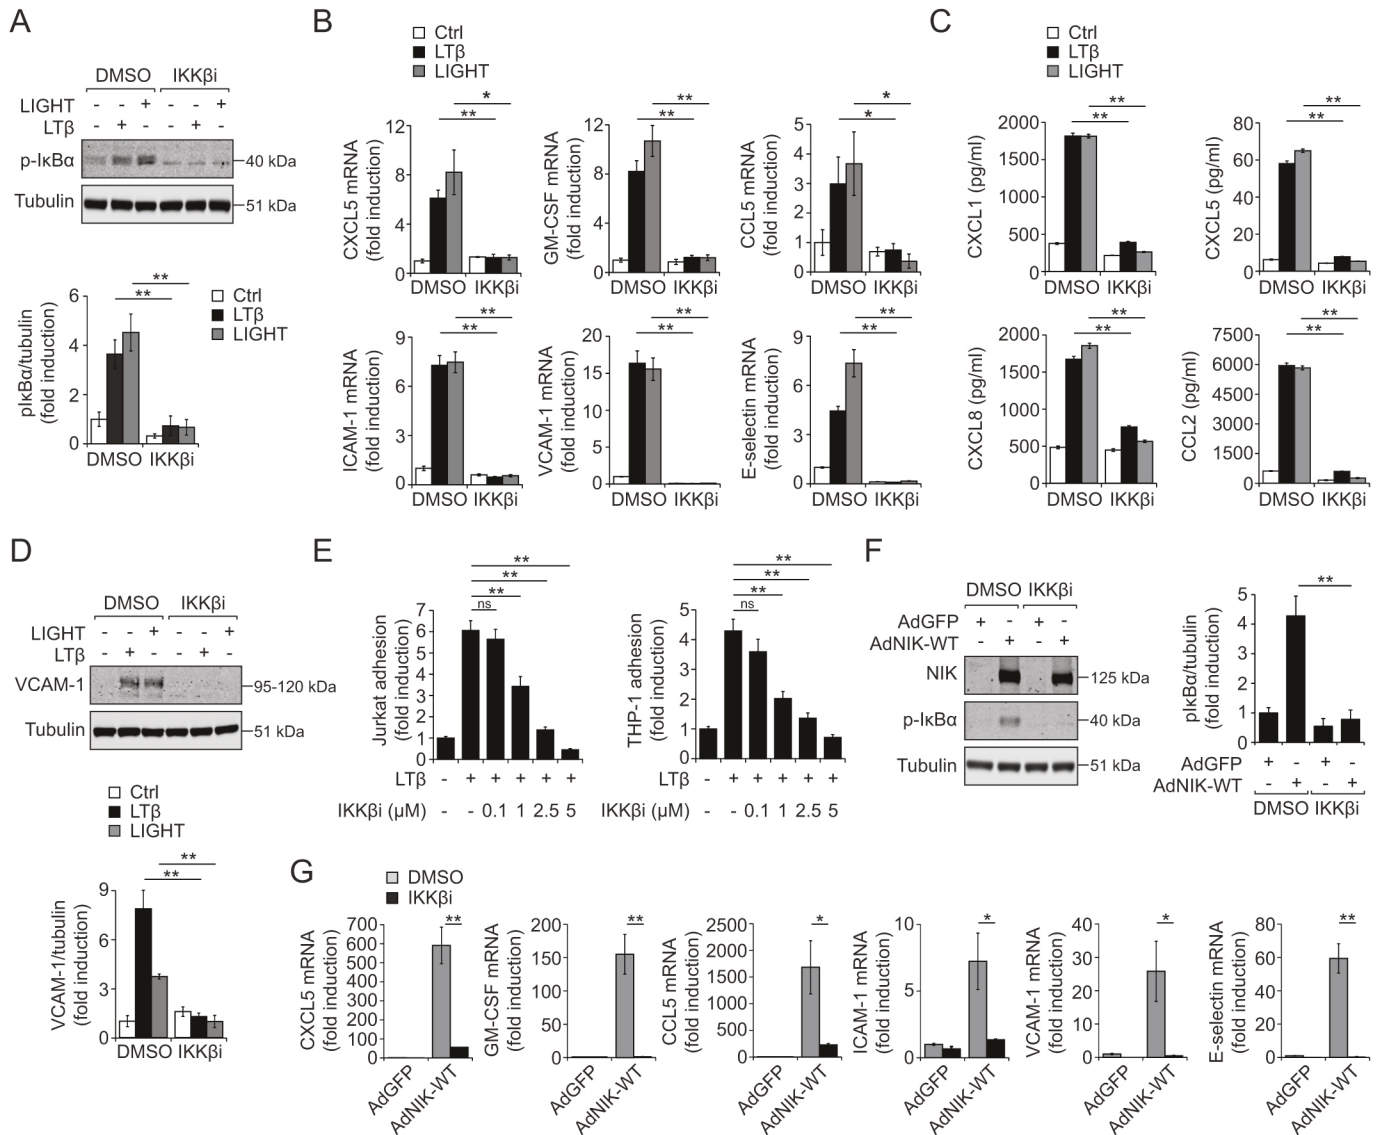 A
DMSO IKKβi
LIGHT - - + - - +
LTβ - + - - + -
p-IκBα 40 kDa
Tubulin 51 kDa
pIκBα/tubulin
(fold induction)
6
4
2
0
** **
Ctrl
LTβ
LIGHT
DMSO IKKβi
B
Ctrl
LTβ
LIGHT
CXCL5 mRNA
(fold induction)
12
8
4
0
*
**
DMSO IKKβi
GM-CSF mRNA
(fold induction)
12
8
4
0
**
**
DMSO IKKβi
CCL5 mRNA
(fold induction)
5
4
3
2
1
0
*
*
DMSO IKKβi
ICAM-1 mRNA
(fold induction)
9
6
3
0
**
**
DMSO IKKβi
VCAM-1 mRNA
(fold induction)
20
15
10
5
0
**
**
DMSO IKKβi
E-selectin mRNA
(fold induction)
9
6
3
0
**
**
DMSO IKKβi
C
Ctrl
LTβ
LIGHT
CXCL1 (pg/ml)
2000
1500
1000
500
0
**
**
DMSO IKKβi
CXCL5 (pg/ml)
80
60
40
20
0
**
**
DMSO IKKβi
CXCL8 (pg/ml)
2000
1500
1000
500
0
**
**
DMSO IKKβi
CCL2 (pg/ml)
7500
6000
4500
3000
1500
0
**
**
DMSO IKKβi
D
DMSO IKKβi
LIGHT - - + - - +
LTβ - + - - + -
VCAM-1 95-120 kDa
Tubulin 51 kDa
Ctrl
LTβ
LIGHT
VCAM-1/tubulin
(fold induction)
9
6
3
0
**
**
DMSO IKKβi
E
Jurkat adhesion
(fold induction)
7
6
5
4
3
2
1
0
**
**
**
ns
LTβ - + + + + +
IKKβi (µM) - - 0.1 1 2.5 5
THP-1 adhesion
(fold induction)
5
4
3
2
1
0
**
**
**
ns
LTβ - + + + + +
IKKβi (µM) - - 0.1 1 2.5 5
F
DMSO IKKβi
AdGFP + - + -
AdNIK-WT - + - +
NIK 125 kDa
p-IκBα 40 kDa
Tubulin 51 kDa
pIκBα/tubulin
(fold induction)
5
4
3
2
1
0
**
AdGFP + - + -
AdNIK-WT - + - +
DMSO IKKβi
G
DMSO
IKKβi
CXCL5 mRNA
(fold induction)
700
600
500
400
300
200
100
0
**
AdGFP
AdNIK-WT
GM-CSF mRNA
(fold induction)
200
150
100
50
0
**
AdGFP
AdNIK-WT
CCL5 mRNA
(fold induction)
2500
2000
1500
1000
500
0
*
AdGFP
AdNIK-WT
ICAM-1 mRNA
(fold induction)
10
5
0
*
AdGFP
AdNIK-WT
VCAM-1 mRNA
(fold induction)
40
30
20
10
0
*
AdGFP
AdNIK-WT
E-selectin mRNA
(fold induction)
80
60
40
20
0
**
AdGFP
AdNIK-WT